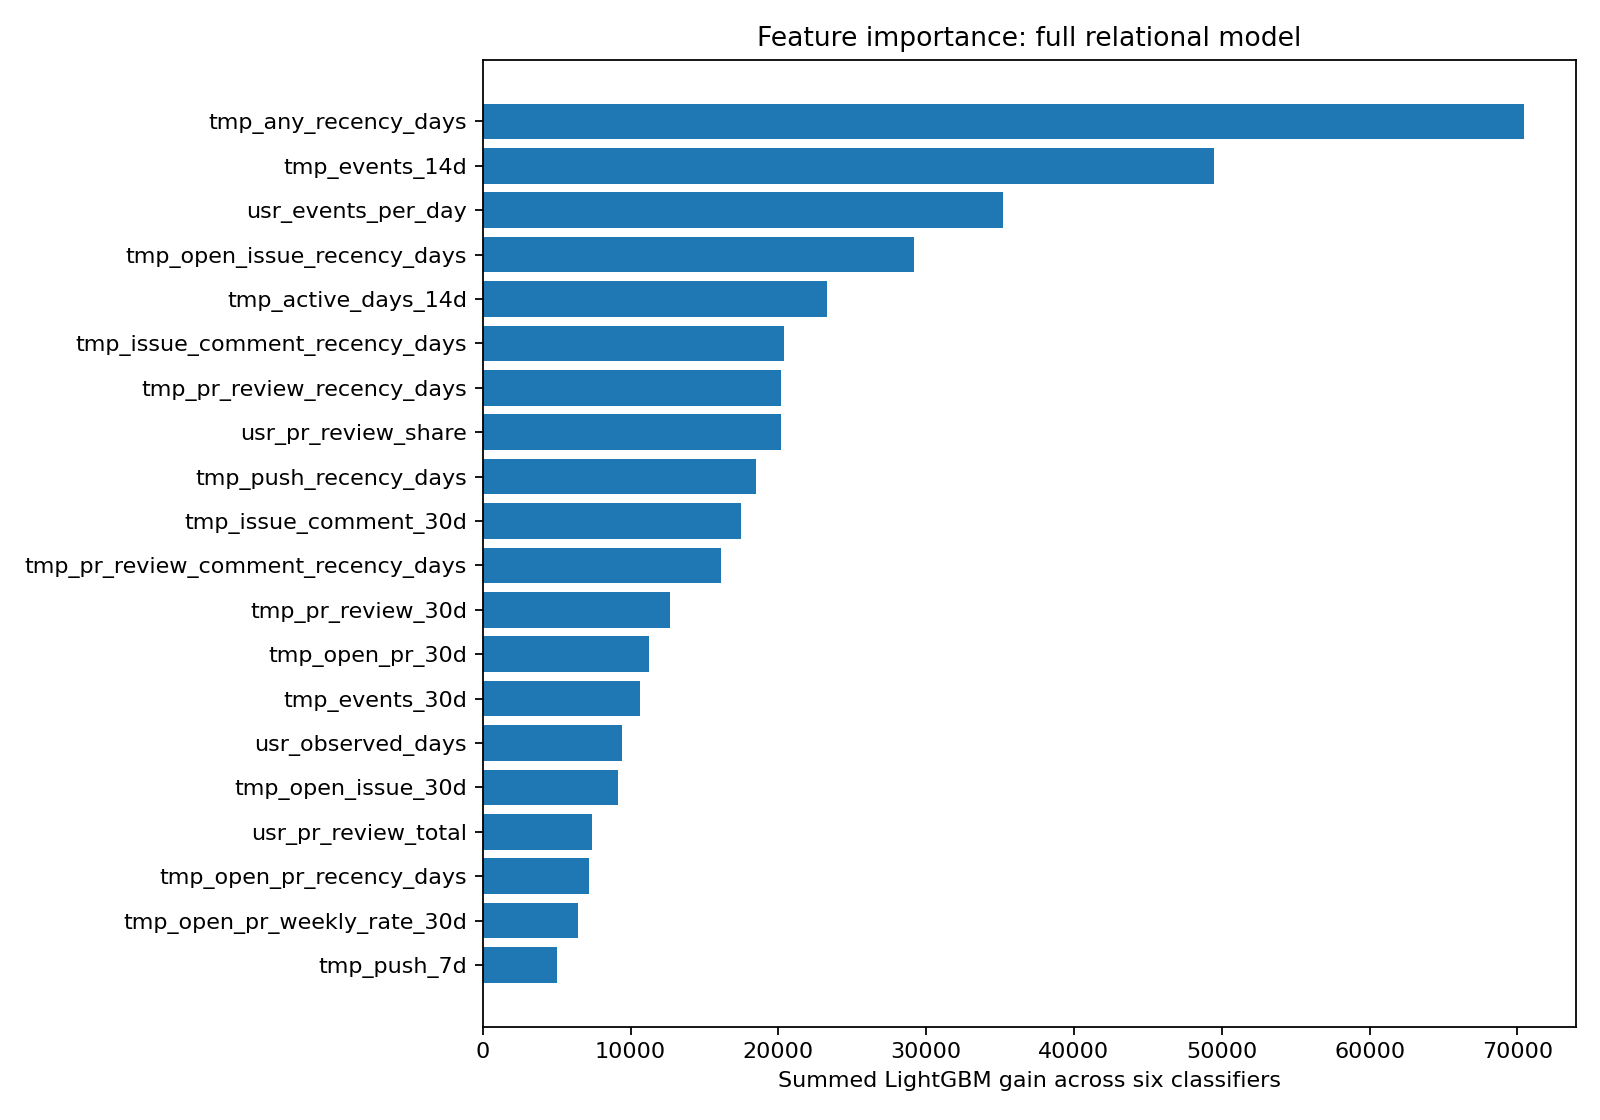 Feature importance: full relational model
tmp_any_recency_days
tmp_events_14d
usr_events_per_day
tmp_open_issue_recency_days
tmp_active_days_14d
tmp_issue_comment_recency_days
tmp_pr_review_recency_days
usr_pr_review_share
tmp_push_recency_days
tmp_issue_comment_30d
tmp_pr_review_comment_recency_days
tmp_pr_review_30d
tmp_open_pr_30d
tmp_events_30d
usr_observed_days
tmp_open_issue_30d
usr_pr_review_total
tmp_open_pr_recency_days
tmp_open_pr_weekly_rate_30d
tmp_push_7d
0 10000 20000 30000 40000 50000 60000 70000
Summed LightGBM gain across six classifiers